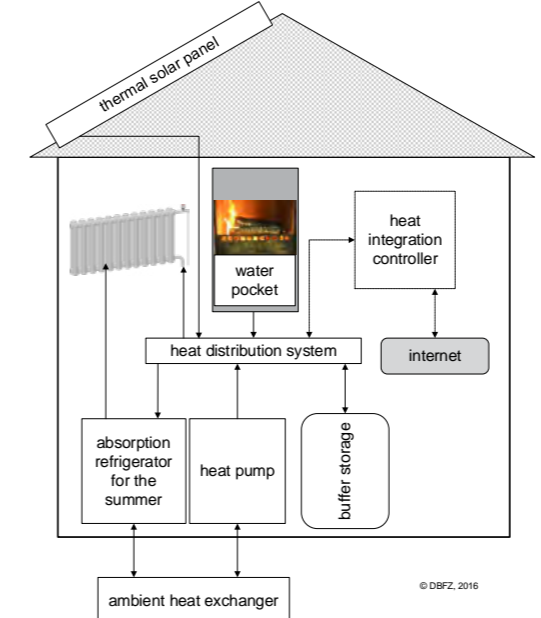 thermal solar panel
heat
integration
controller
water
pocket
heat distribution system
internet
absorption
refrigerator
for the
summer
heat pump
buffer storage
ambient heat exchanger
© DBFZ, 2016